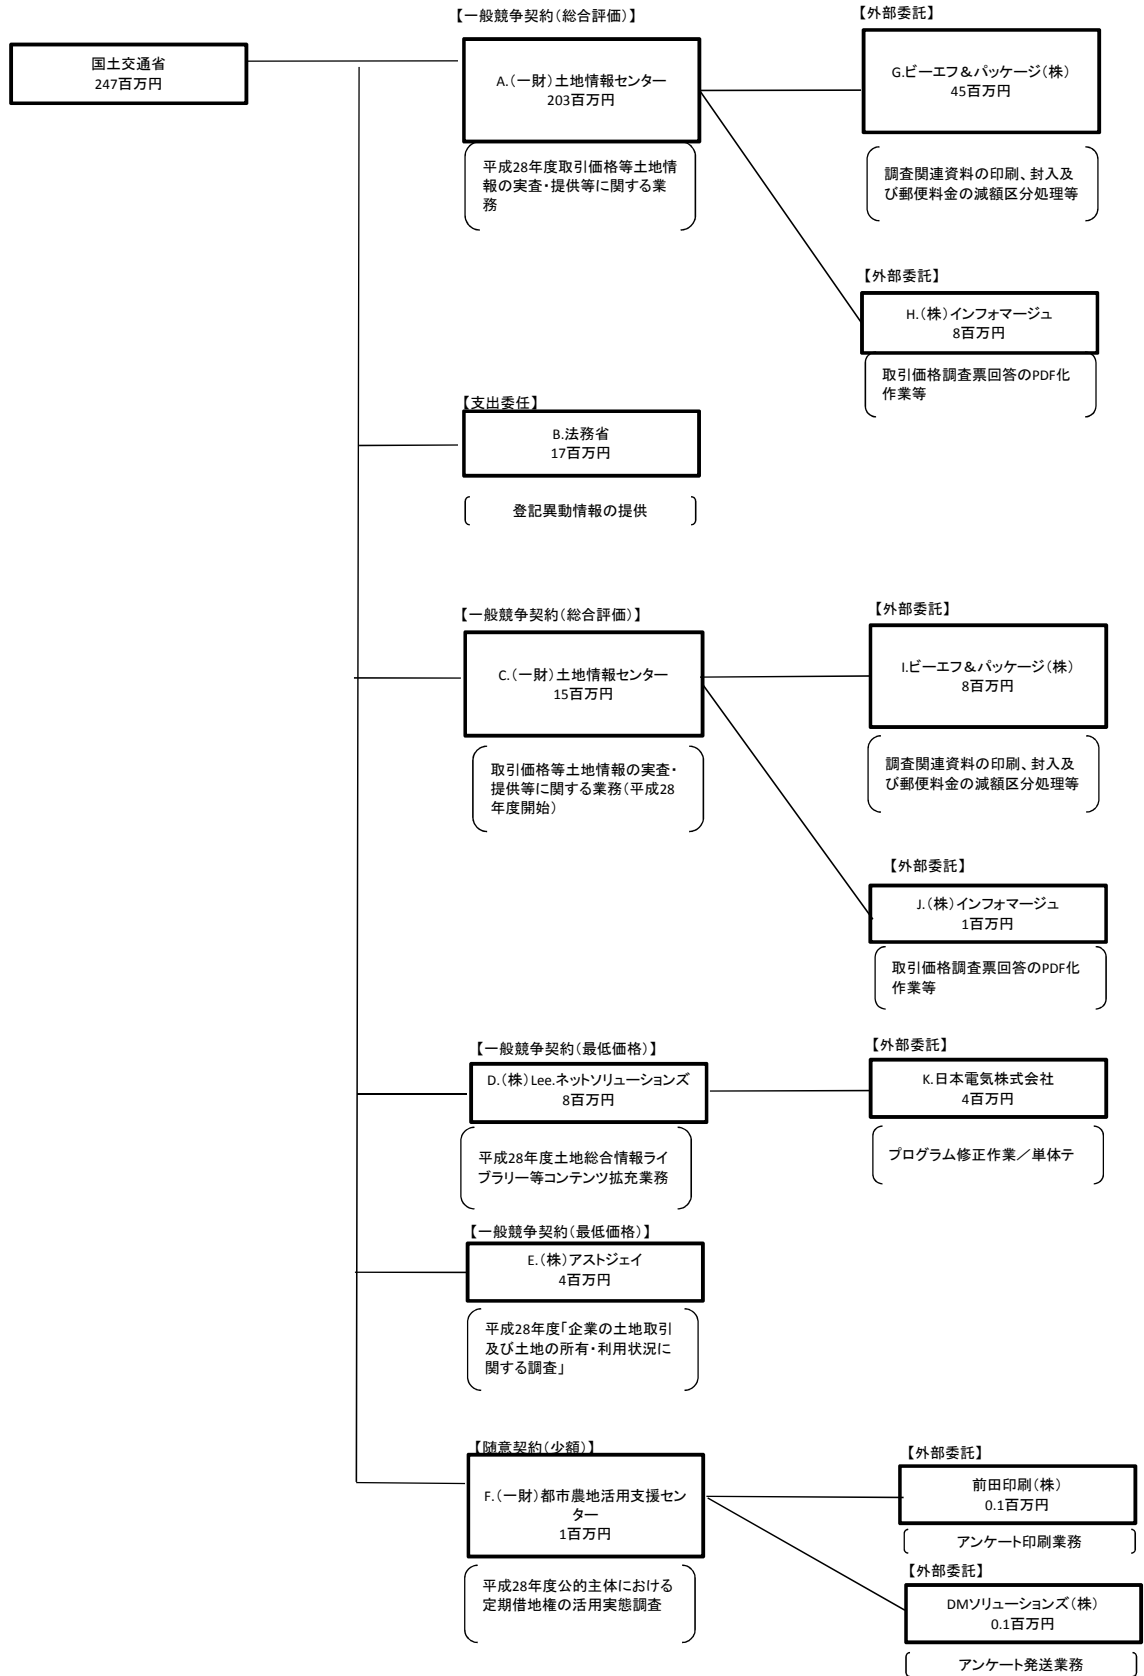 国土交通省
247百万円
【一般競争契約(総合評価)】
A.(一財)土地情報センター
203百万円
平成28年度取引価格等土地情
報の実査・提供等に関する業
務
【外部委託】
G.ビーエフ＆パッケージ(株)
45百万円
調査関連資料の印刷、封入及
び郵便料金の減額区分処理等
【外部委託】
H.(株)インフォマージュ
8百万円
取引価格調査票回答のPDF化
作業等
【支出委任】
B.法務省
17百万円
登記異動情報の提供
【一般競争契約(総合評価)】
C.(一財)土地情報センター
15百万円
取引価格等土地情報の実査・
提供等に関する業務(平成28
年度開始)
【外部委託】
I.ビーエフ＆パッケージ(株)
8百万円
調査関連資料の印刷、封入及
び郵便料金の減額区分処理等
【外部委託】
J.(株)インフォマージュ
1百万円
取引価格調査票回答のPDF化
作業等
【一般競争契約(最低価格)】
D.(株)Lee.ネットソリューションズ
8百万円
平成28年度土地総合情報ライ
ブラリー等コンテンツ拡充業務
【外部委託】
K.日本電気株式会社
4百万円
プログラム修正作業／単体テ
【一般競争契約(最低価格)】
E.(株)アストジェイ
4百万円
平成28年度「企業の土地取引
及び土地の所有・利用状況に
関する調査」
【随意契約(少額)】
F.(一財)都市農地活用支援セン
ター
1百万円
平成28年度公的主体における
定期借地権の活用実態調査
【外部委託】
前田印刷(株)
0.1百万円
アンケート印刷業務
【外部委託】
DMソリューションズ(株)
0.1百万円
アンケート発送業務